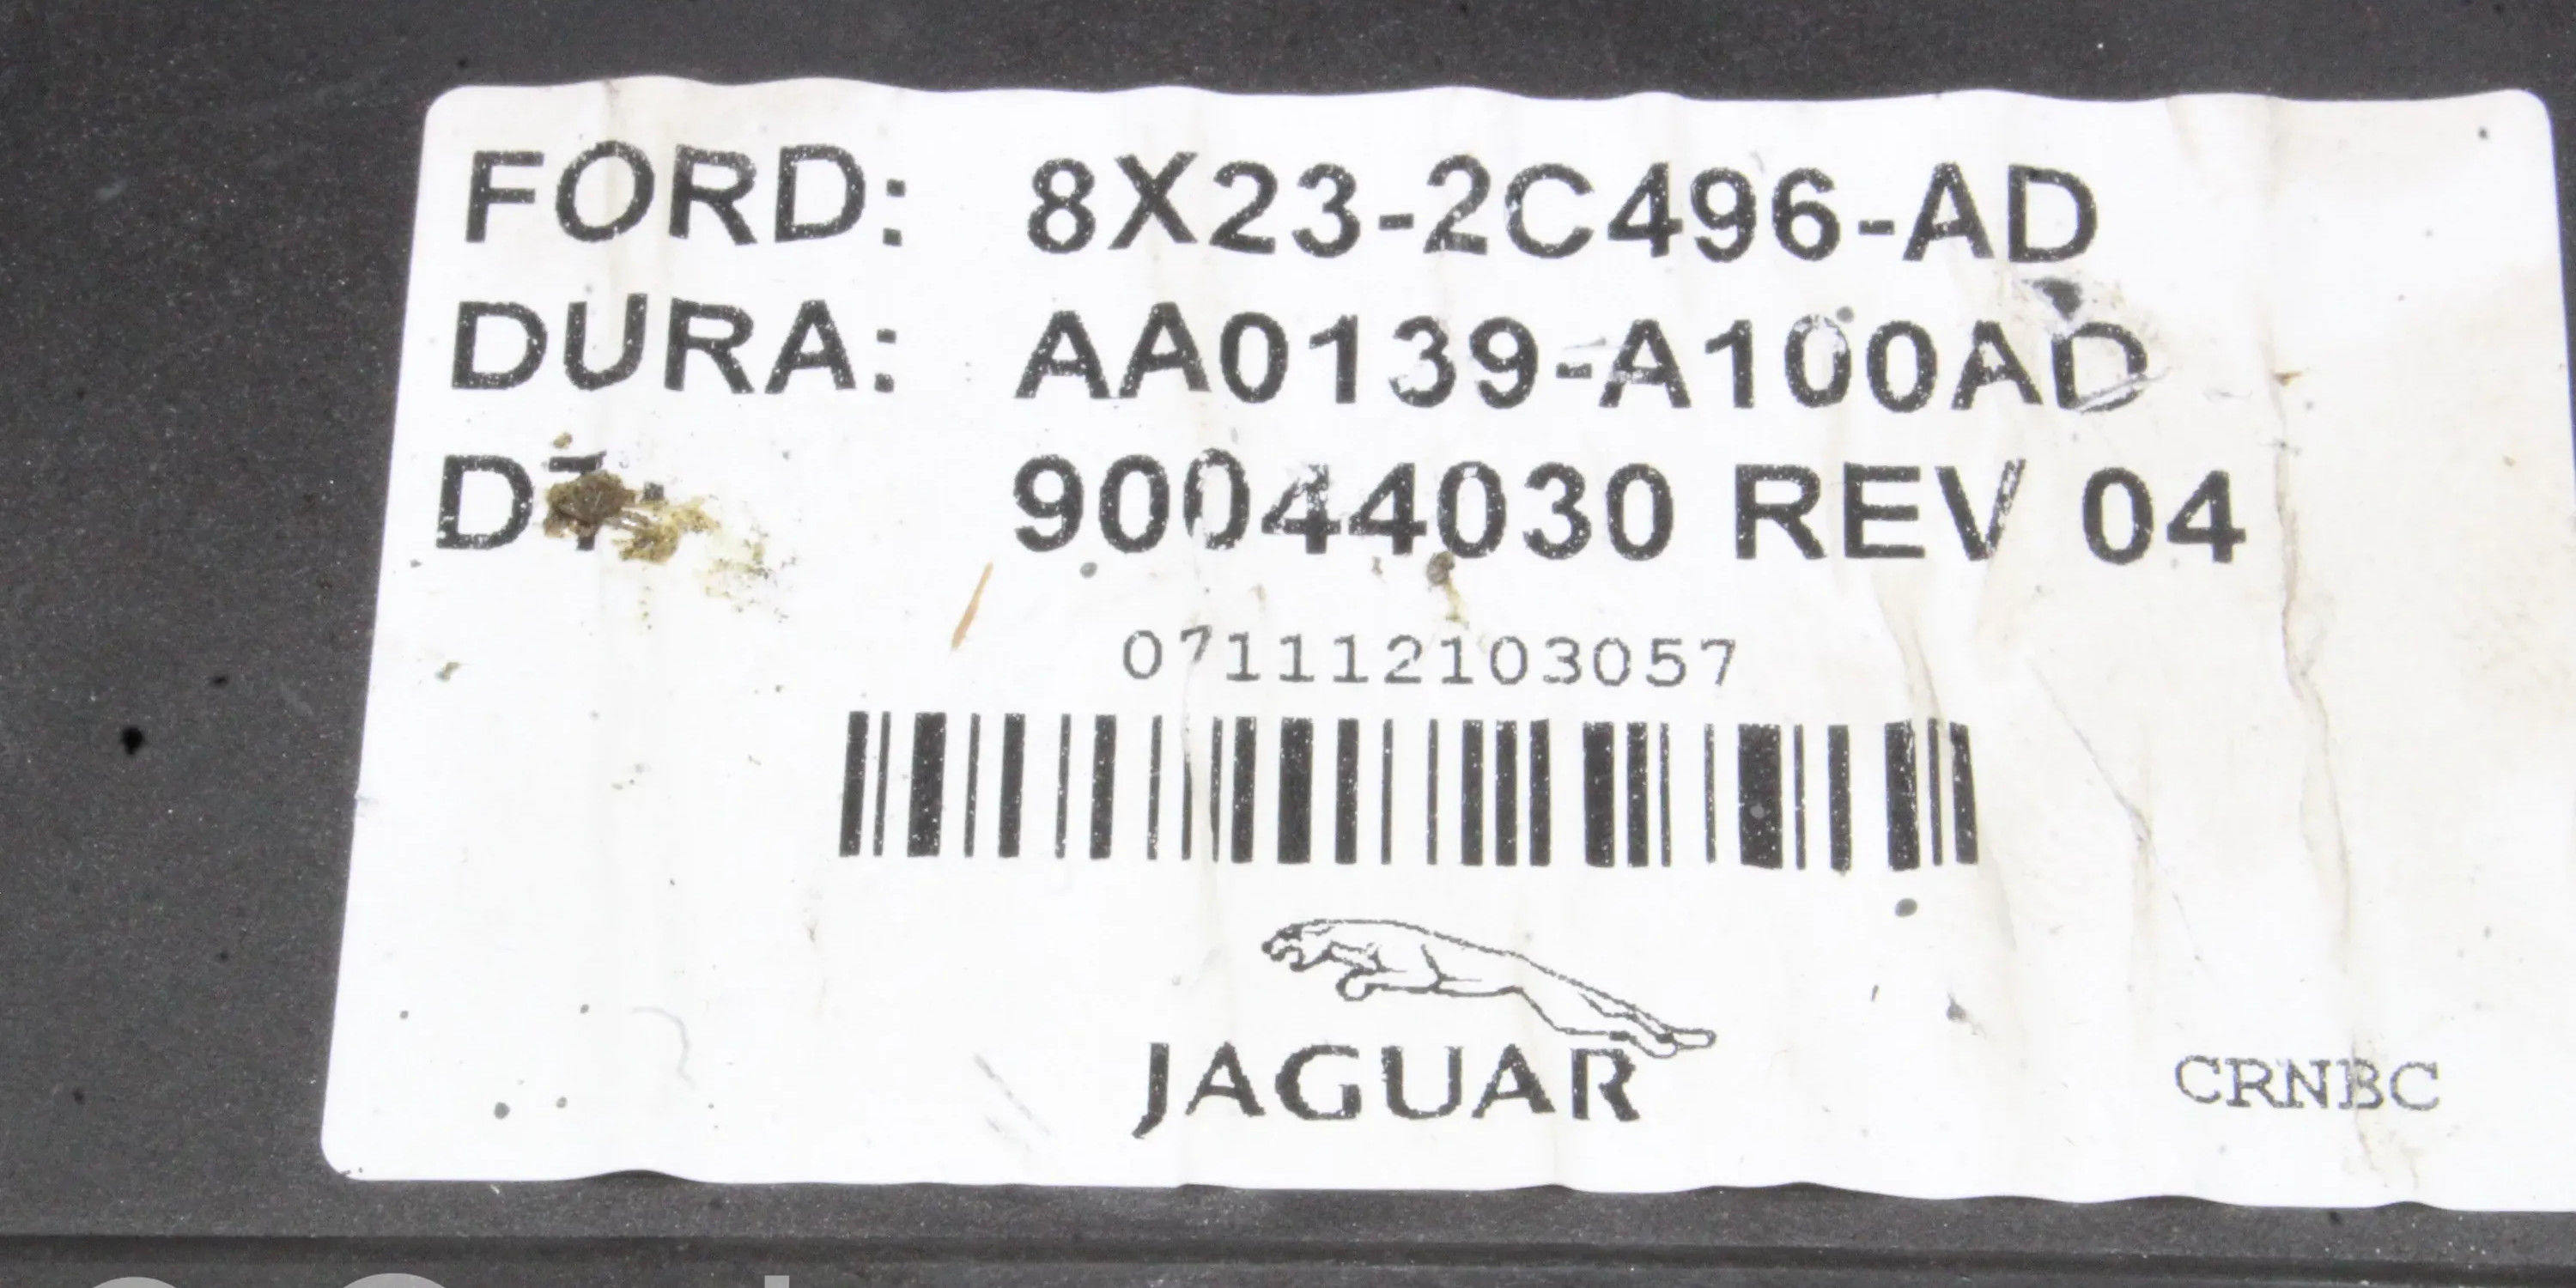 FORD: 8X23-2C496-AD
DURA: AA0139-A100AD
90044030 REV 04
071112103057
JAGUAR
CRNBC